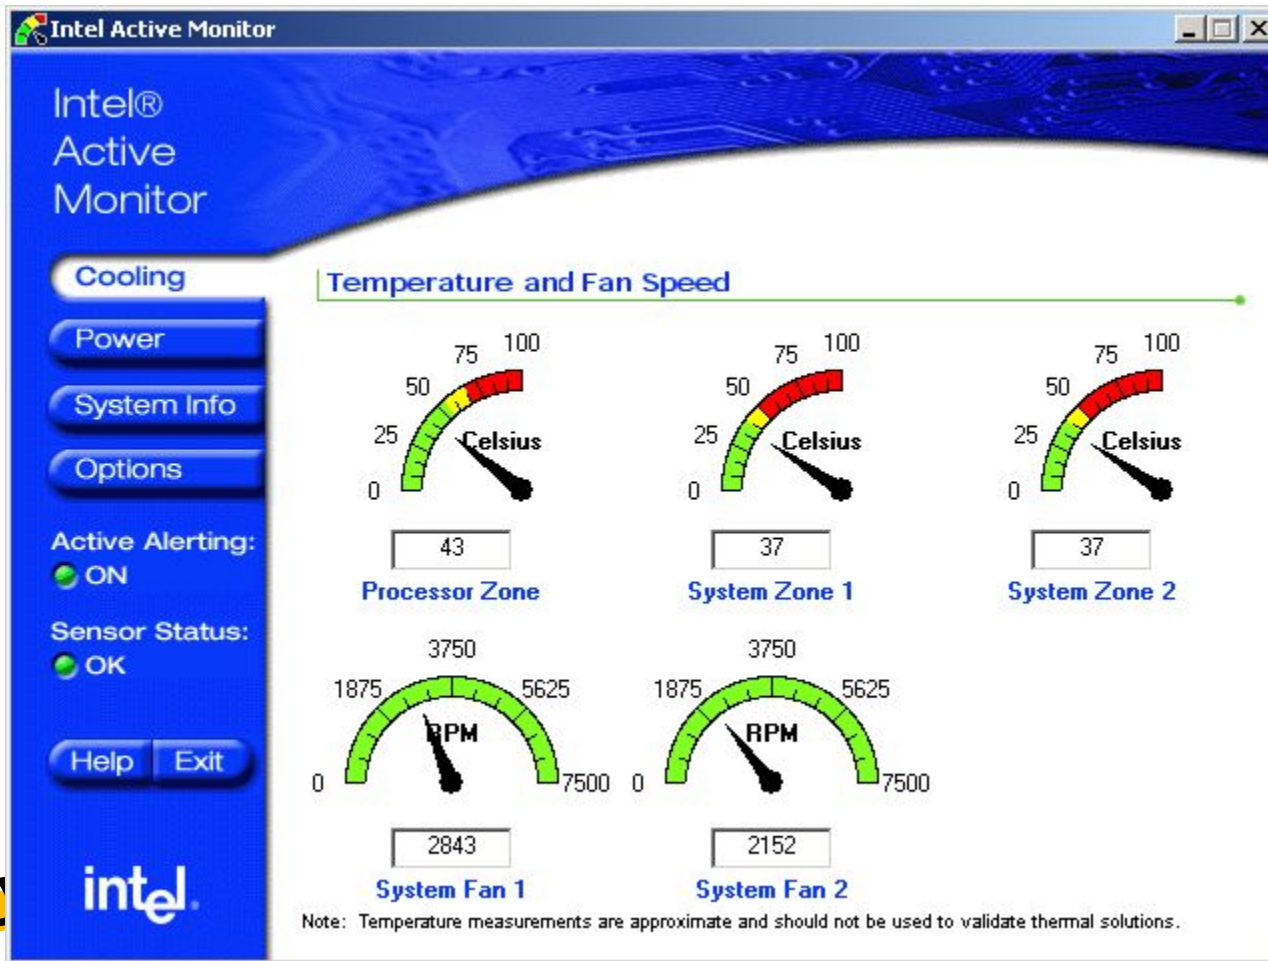 Intel Active Monitor
Intel®
Active
Monitor
Cooling
Power
System Info
Options
Active Alerting:
ON
Sensor Status:
OK
Help Exit
intel.
Temperature and Fan Speed
0 25 50 75 100
Celsius
43
Processor Zone
0 25 50 75 100
Celsius
37
System Zone 1
0 25 50 75 100
Celsius
37
System Zone 2
0 1875 3750 5625 7500
RPM
2843
System Fan 1
0 1875 3750 5625 7500
RPM
2152
System Fan 2
Note: Temperature measurements are approximate and should not be used to validate thermal solutions.